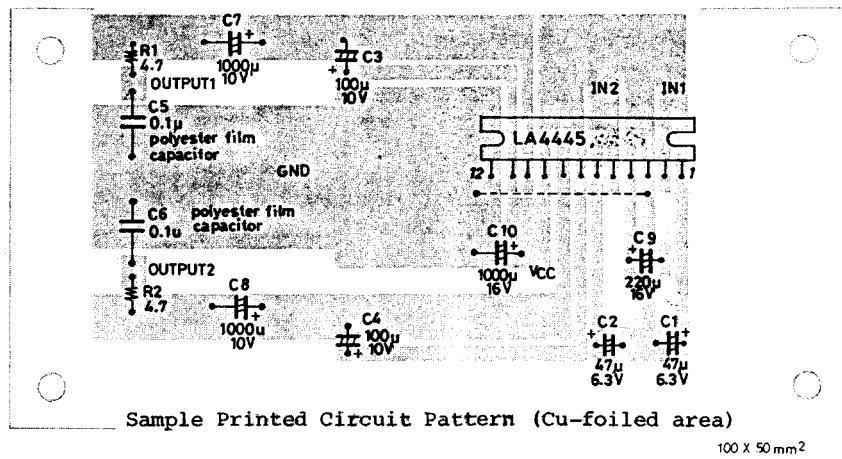 C7
1000μ
10V
R1
4.7
C3
100μ
10V
OUTPUT1
IN2
IN1
C5
0.1μ
polyester film
capacitor
LA4445
12
1
GND
C6
0.1u
polyester film
capacitor
C10
1000μ
16V
VCC
C9
220μ
16V
OUTPUT2
R2
4.7
C8
1000u
10V
C4
100μ
10V
C2
47μ
6.3V
C1
47μ
6.3V
Sample Printed Circuit Pattern (Cu-foiled area)
100 X 50 mm²